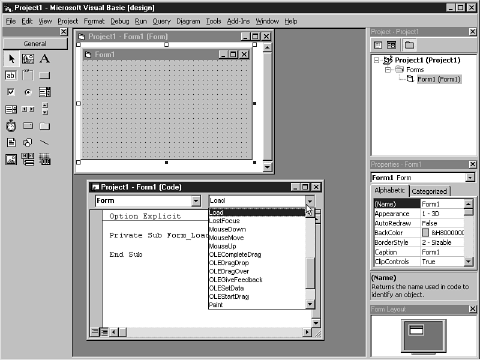 Project1 - Microsoft Visual Basic [design]
File Edit View Project Format Debug Run Query Diagram Tools Add-Ins Window Help
General
A
ab|
Project1 - Form1 (Form)
Form1
Project1 - Form1 (Code)
Form
Load
Option Explicit
Private Sub Form_Load
End Sub
Load
LostFocus
MouseDown
MouseMove
MouseUp
OLECompleteDrag
OLEDragDrop
OLEDragOver
OLEGiveFeedback
OLESetData
OLEStartDrag
Paint
Project - Project1
Project1 (Project1)
Forms
Form1 (Form1)
Properties - Form1
Form1 Form
Alphabetic Categorized
(Name) Form1
Appearance 1 - 3D
AutoRedraw False
BackColor &H8000000
BorderStyle 2 - Sizable
Caption Form1
ClipControls True
(Name)
Returns the name used in code to
identify an object.
Form Layout